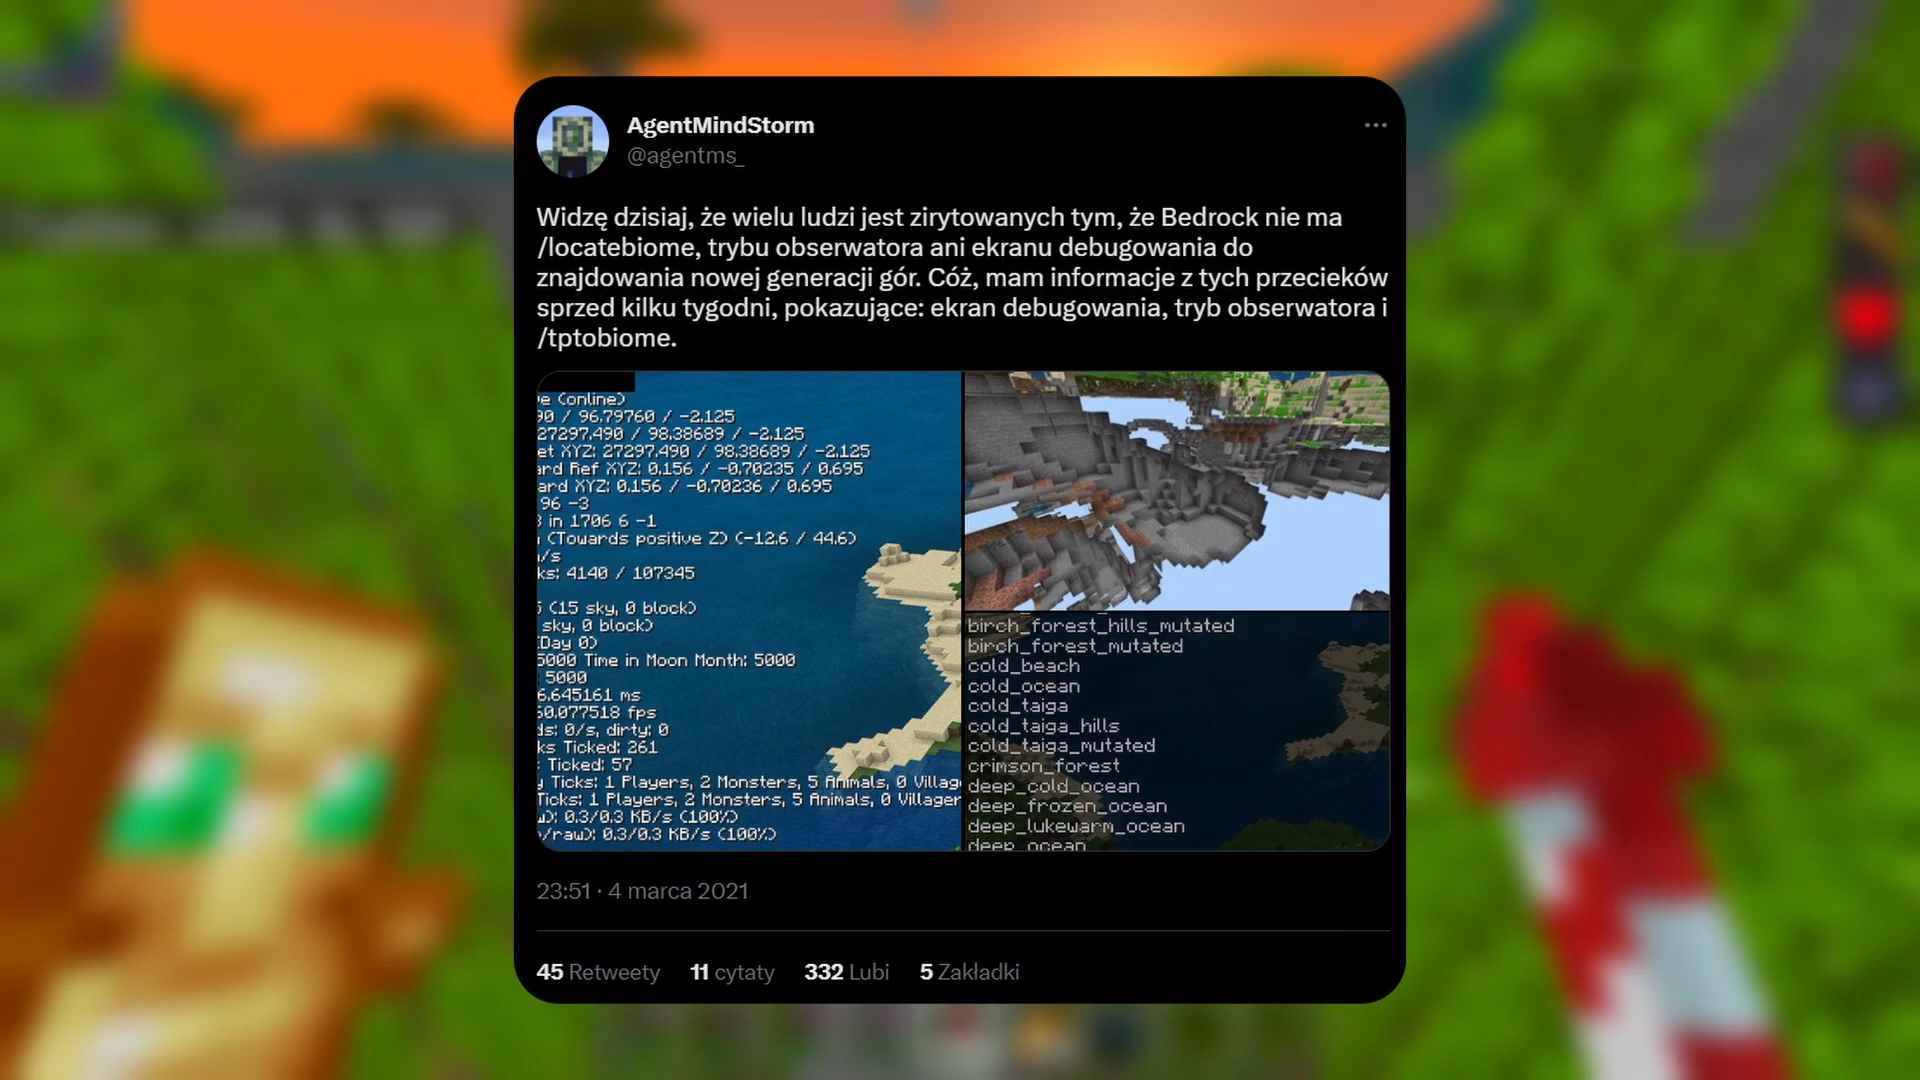 AgentMindStorm
@agentms_
Widzę dzisiaj, że wielu ludzi jest zirytowanych tym, że Bedrock nie ma
/locatebiome, trybu obserwatora ani ekranu debugowania do
znajdowania nowej generacji gór. Cóż, mam informacje z tych przecieków
sprzed kilku tygodni, pokazujące: ekran debugowania, tryb obserwatora i
/tptobiome.
e (online)
90 / 96.79760 / -2.125
27297.490 / 98.38689 / -2.125
et XYZ: 27297.490 / 98.38689 / -2.125
ard Ref XYZ: 0.156 / -0.70235 / 0.695
ard XYZ: 0.156 / -0.70236 / 0.695
96 -3
in 1706 6 -1
(Towards positive Z) (-12.6 / 44.6)
/s
ks: 4140 / 107345
(15 sky, 0 block)
sky, 0 block)
(Day 0)
5000 Time in Moon Month: 5000
: 5000
6.645161 ms
60.077518 fps
ds: 0/s, dirty: 0
ks Ticked: 261
Ticked: 57
y Ticks: 1 Players, 2 Monsters, 5 Animals, 0 Villag
Ticks: 1 Players, 2 Monsters, 5 Animals, 0 Villager
w): 0.3/0.3 KB/s (100%)
/raw): 0.3/0.3 KB/s (100%)
birch_forest_hills_mutated
birch_forest_mutated
cold_beach
cold_ocean
cold_taiga
cold_taiga_hills
cold_taiga_mutated
crimson_forest
deep_cold_ocean
deep_frozen_ocean
deep_lukewarm_ocean
deep_ocean
23:51 · 4 marca 2021
45 Retweety 11 cytaty 332 Lubi 5 Zakładki